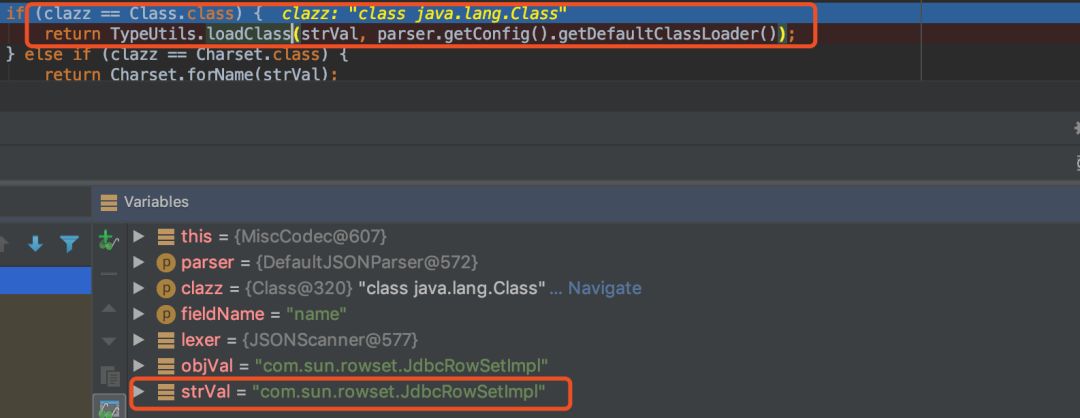 if (clazz == Class.class) { clazz: "class java.lang.Class"
return TypeUtils.loadClass(strVal, parser.getConfig().getDefaultClassLoader());
} else if (clazz == Charset.class) {
return Charset.forName(strVal);
Variables
this = {MiscCodec@607}
parser = {DefaultJSONParser@572}
clazz = {Class@320} "class java.lang.Class" ... Navigate
fieldName = "name"
lexer = {JSONScanner@577}
objVal = "com.sun.rowset.JdbcRowSetImpl"
strVal = "com.sun.rowset.JdbcRowSetImpl"